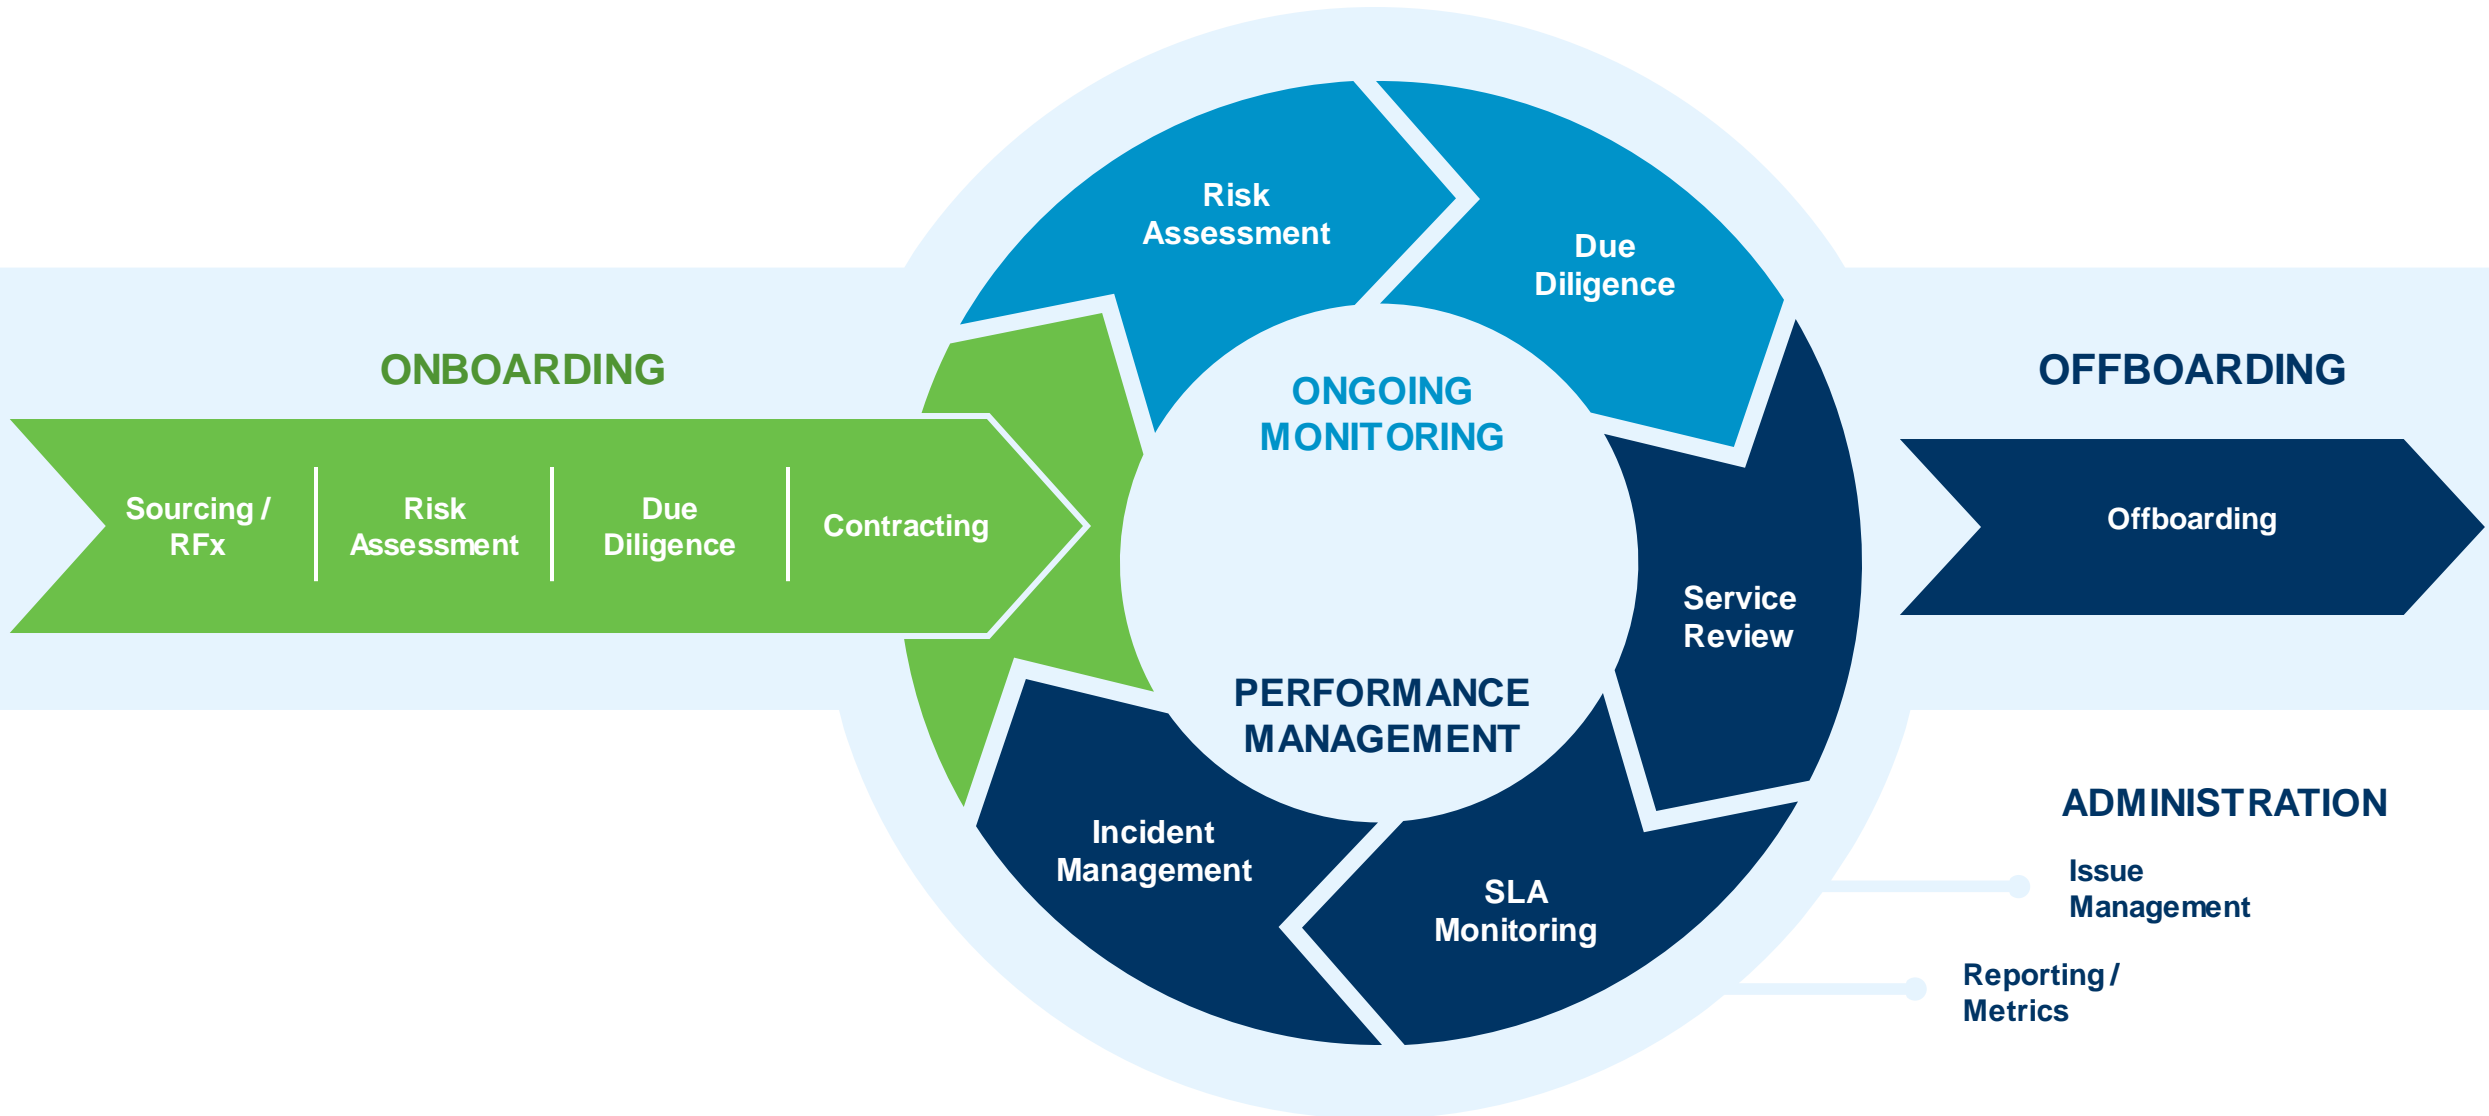 ONBOARDING
Sourcing /
RFx
Risk
Assessment
Due
Diligence
Contracting
Risk
Assessment
Due
Diligence
ONGOING
MONITORING
Service
Review
PERFORMANCE
MANAGEMENT
SLA
Monitoring
Incident
Management
OFFBOARDING
Offboarding
ADMINISTRATION
Issue
Management
Reporting /
Metrics